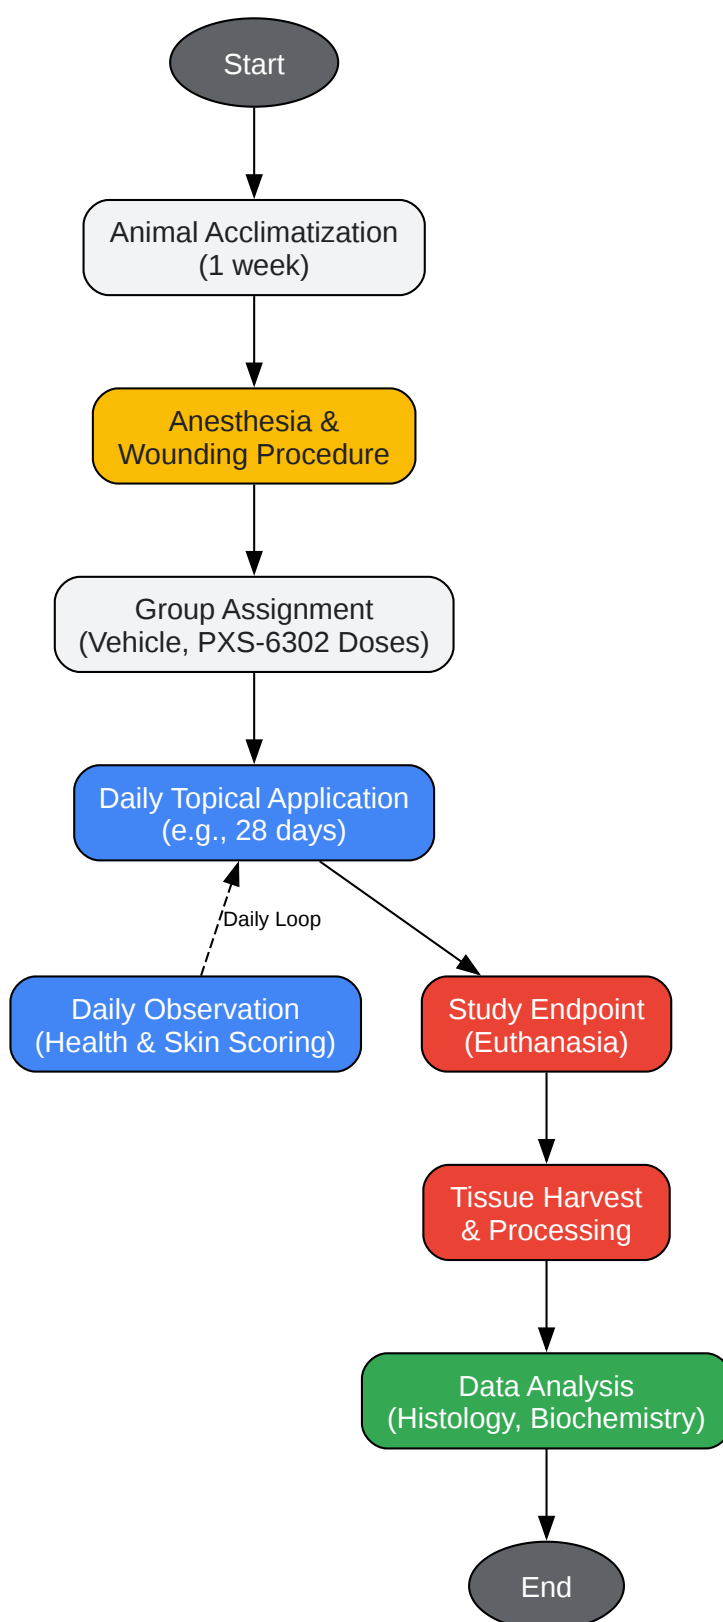 Start
Animal Acclimatization
(1 week)
Anesthesia &
Wounding Procedure
Group Assignment
(Vehicle, PXS-6302 Doses)
Daily Topical Application
(e.g., 28 days)
Daily Loop
Daily Observation
(Health & Skin Scoring)
Study Endpoint
(Euthanasia)
Tissue Harvest
& Processing
Data Analysis
(Histology, Biochemistry)
End